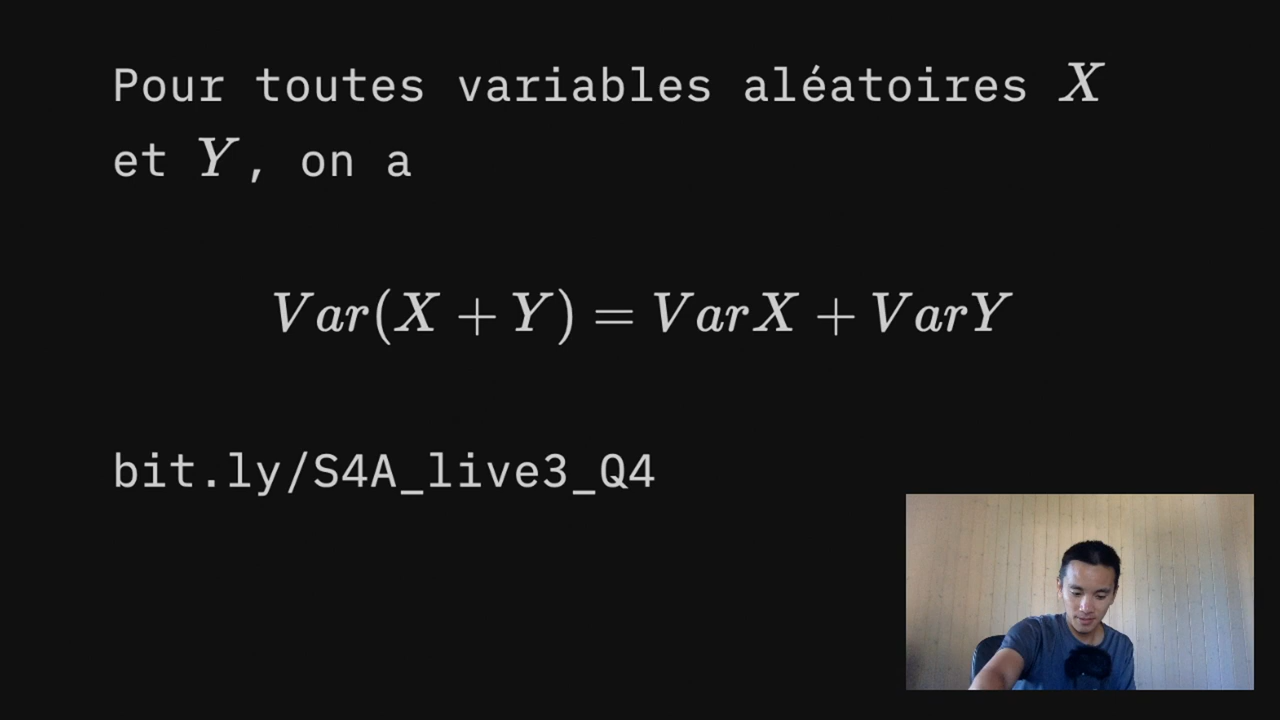 Pour toutes variables aléatoires X
et Y, on a
Var(X + Y) = VarX + VarY
bit.ly/S4A_live3_Q4